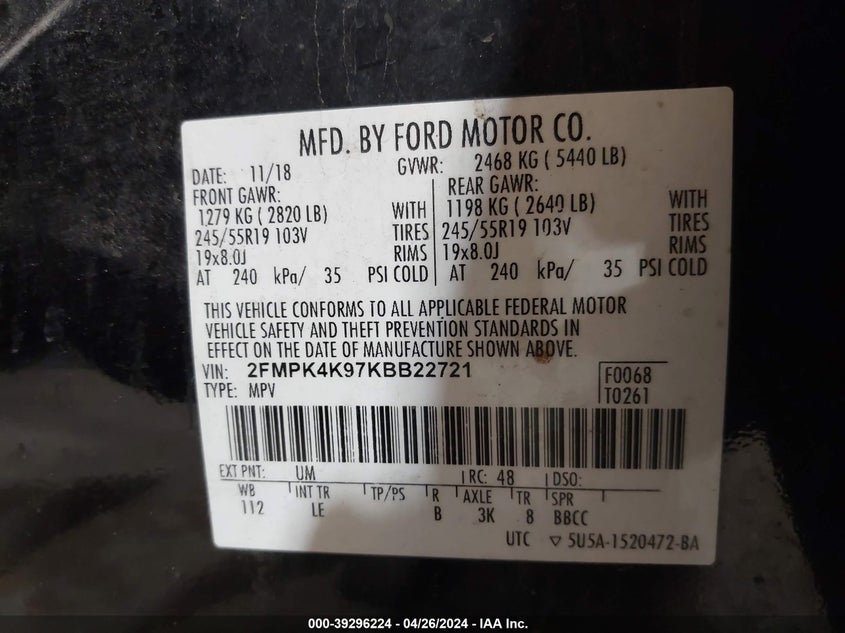 MFD. BY FORD MOTOR CO.
DATE: 11/18 GVWR: 2468 KG ( 5440 LB)
FRONT GAWR: REAR GAWR:
1279 KG ( 2820 LB) WITH 1198 KG ( 2640 LB) WITH
245/55R19 103V TIRES 245/55R19 103V TIRES
19x8.0J RIMS 19x8.0J RIMS
AT 240 kPa/ 35 PSI COLD AT 240 kPa/ 35 PSI COLD
THIS VEHICLE CONFORMS TO ALL APPLICABLE FEDERAL MOTOR
VEHICLE SAFETY AND THEFT PREVENTION STANDARDS IN
EFFECT ON THE DATE OF MANUFACTURE SHOWN ABOVE.
VIN: 2FMPK4K97KBB22721 F0068
TYPE: MPV T0261
EXT PNT: UM RC: 48 DSO:
WB INT TR TP/PS R AXLE TR SPR
112 LE B 3K 8 BBCC
UTC ▽ 5U5A-1520472-BA
000-39296224 - 04/26/2024 - IAA Inc.